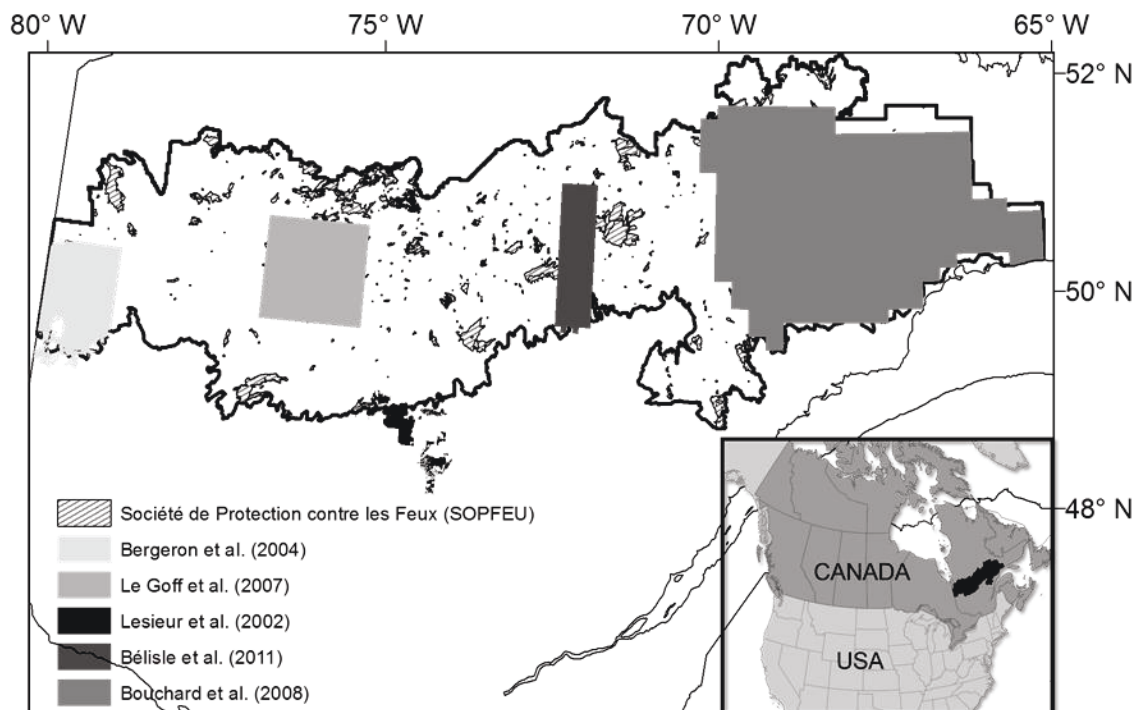 80° W 75° W 70° W 65° W
52° N
50° N
48° N
Société de Protection contre les Feux (SOPFEU)
Bergeron et al. (2004)
Le Goff et al. (2007)
Lesieur et al. (2002)
Bélisle et al. (2011)
Bouchard et al. (2008)
CANADA
USA